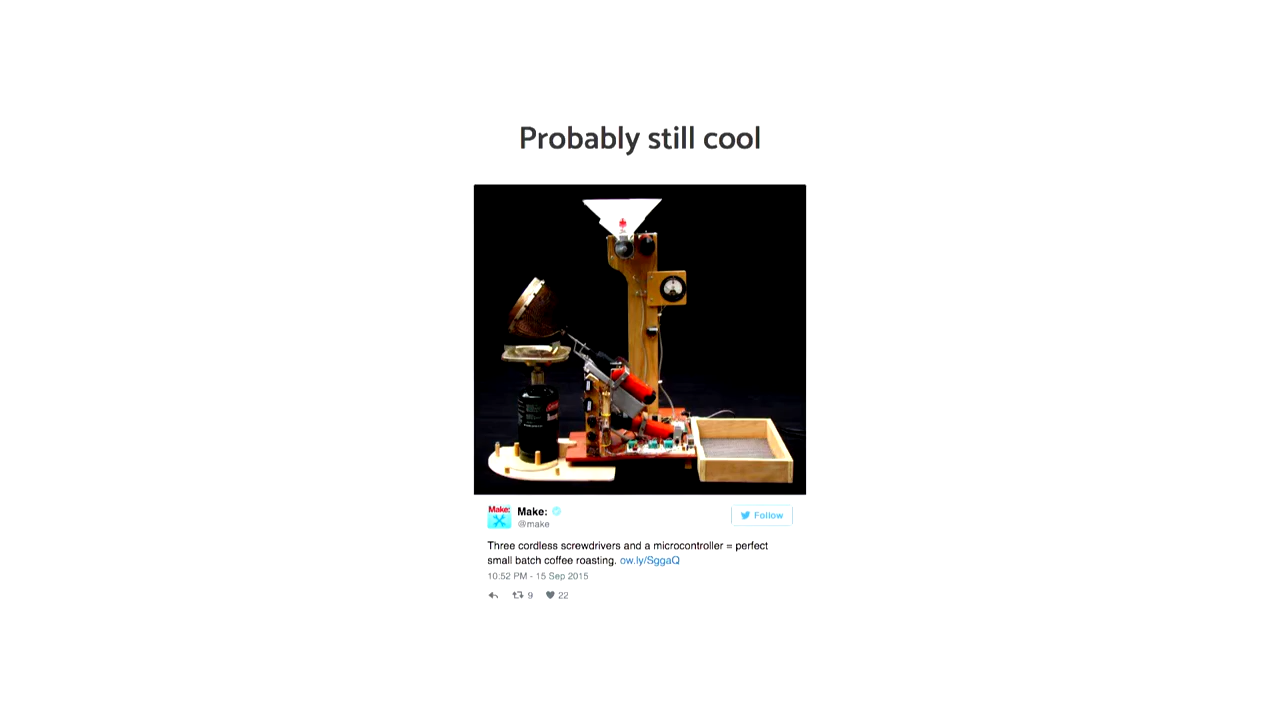 Probably still cool
Make:
Make:
@make
Follow
Three cordless screwdrivers and a microcontroller = perfect
small batch coffee roasting. ow.ly/SggaQ
10:52 PM - 15 Sep 2015
9 22